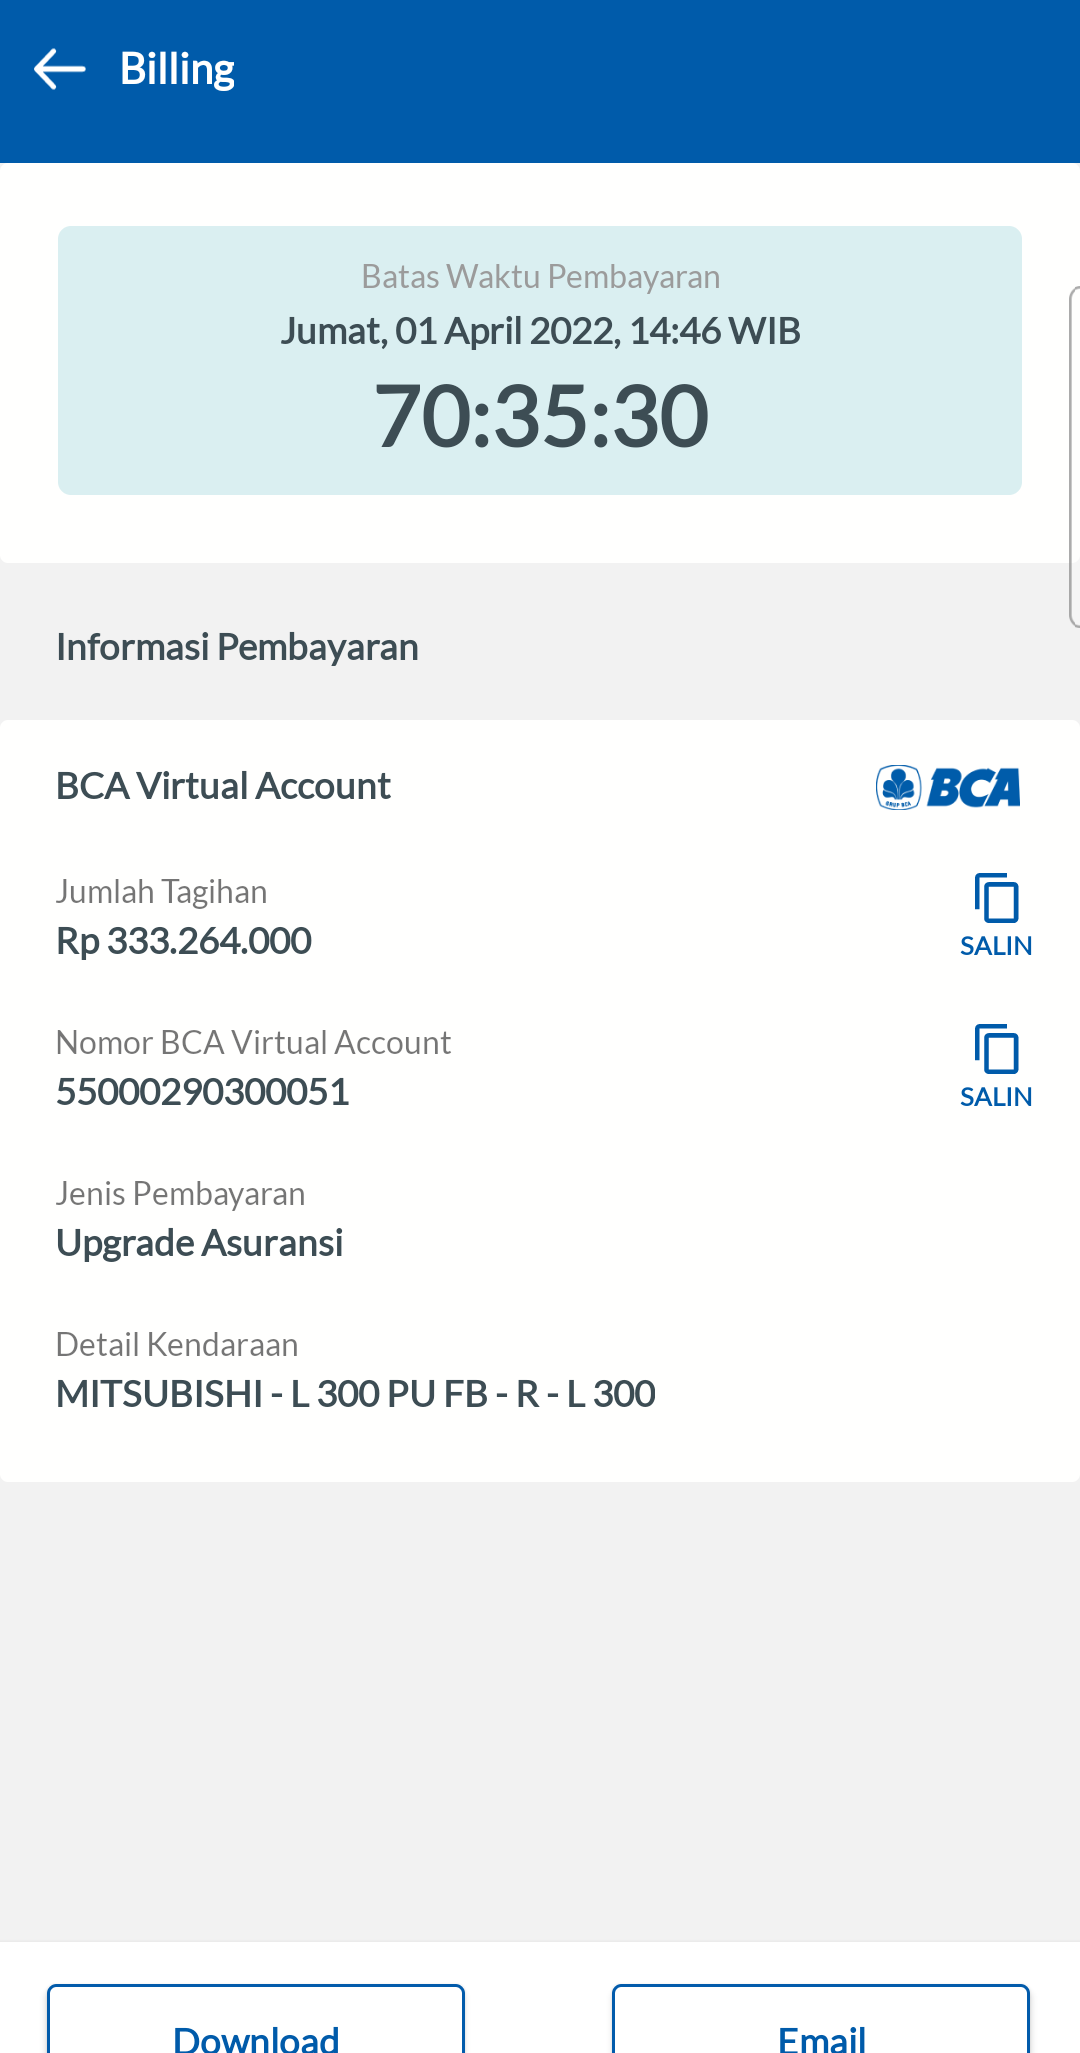 Billing
Batas Waktu Pembayaran
Jumat, 01 April 2022, 14:46 WIB
70:35:30
Informasi Pembayaran
BCA Virtual Account
BCA
Jumlah Tagihan
Rp 333.264.000
SALIN
Nomor BCA Virtual Account
55000290300051
SALIN
Jenis Pembayaran
Upgrade Asuransi
Detail Kendaraan
MITSUBISHI - L 300 PU FB - R - L 300
Download
Email